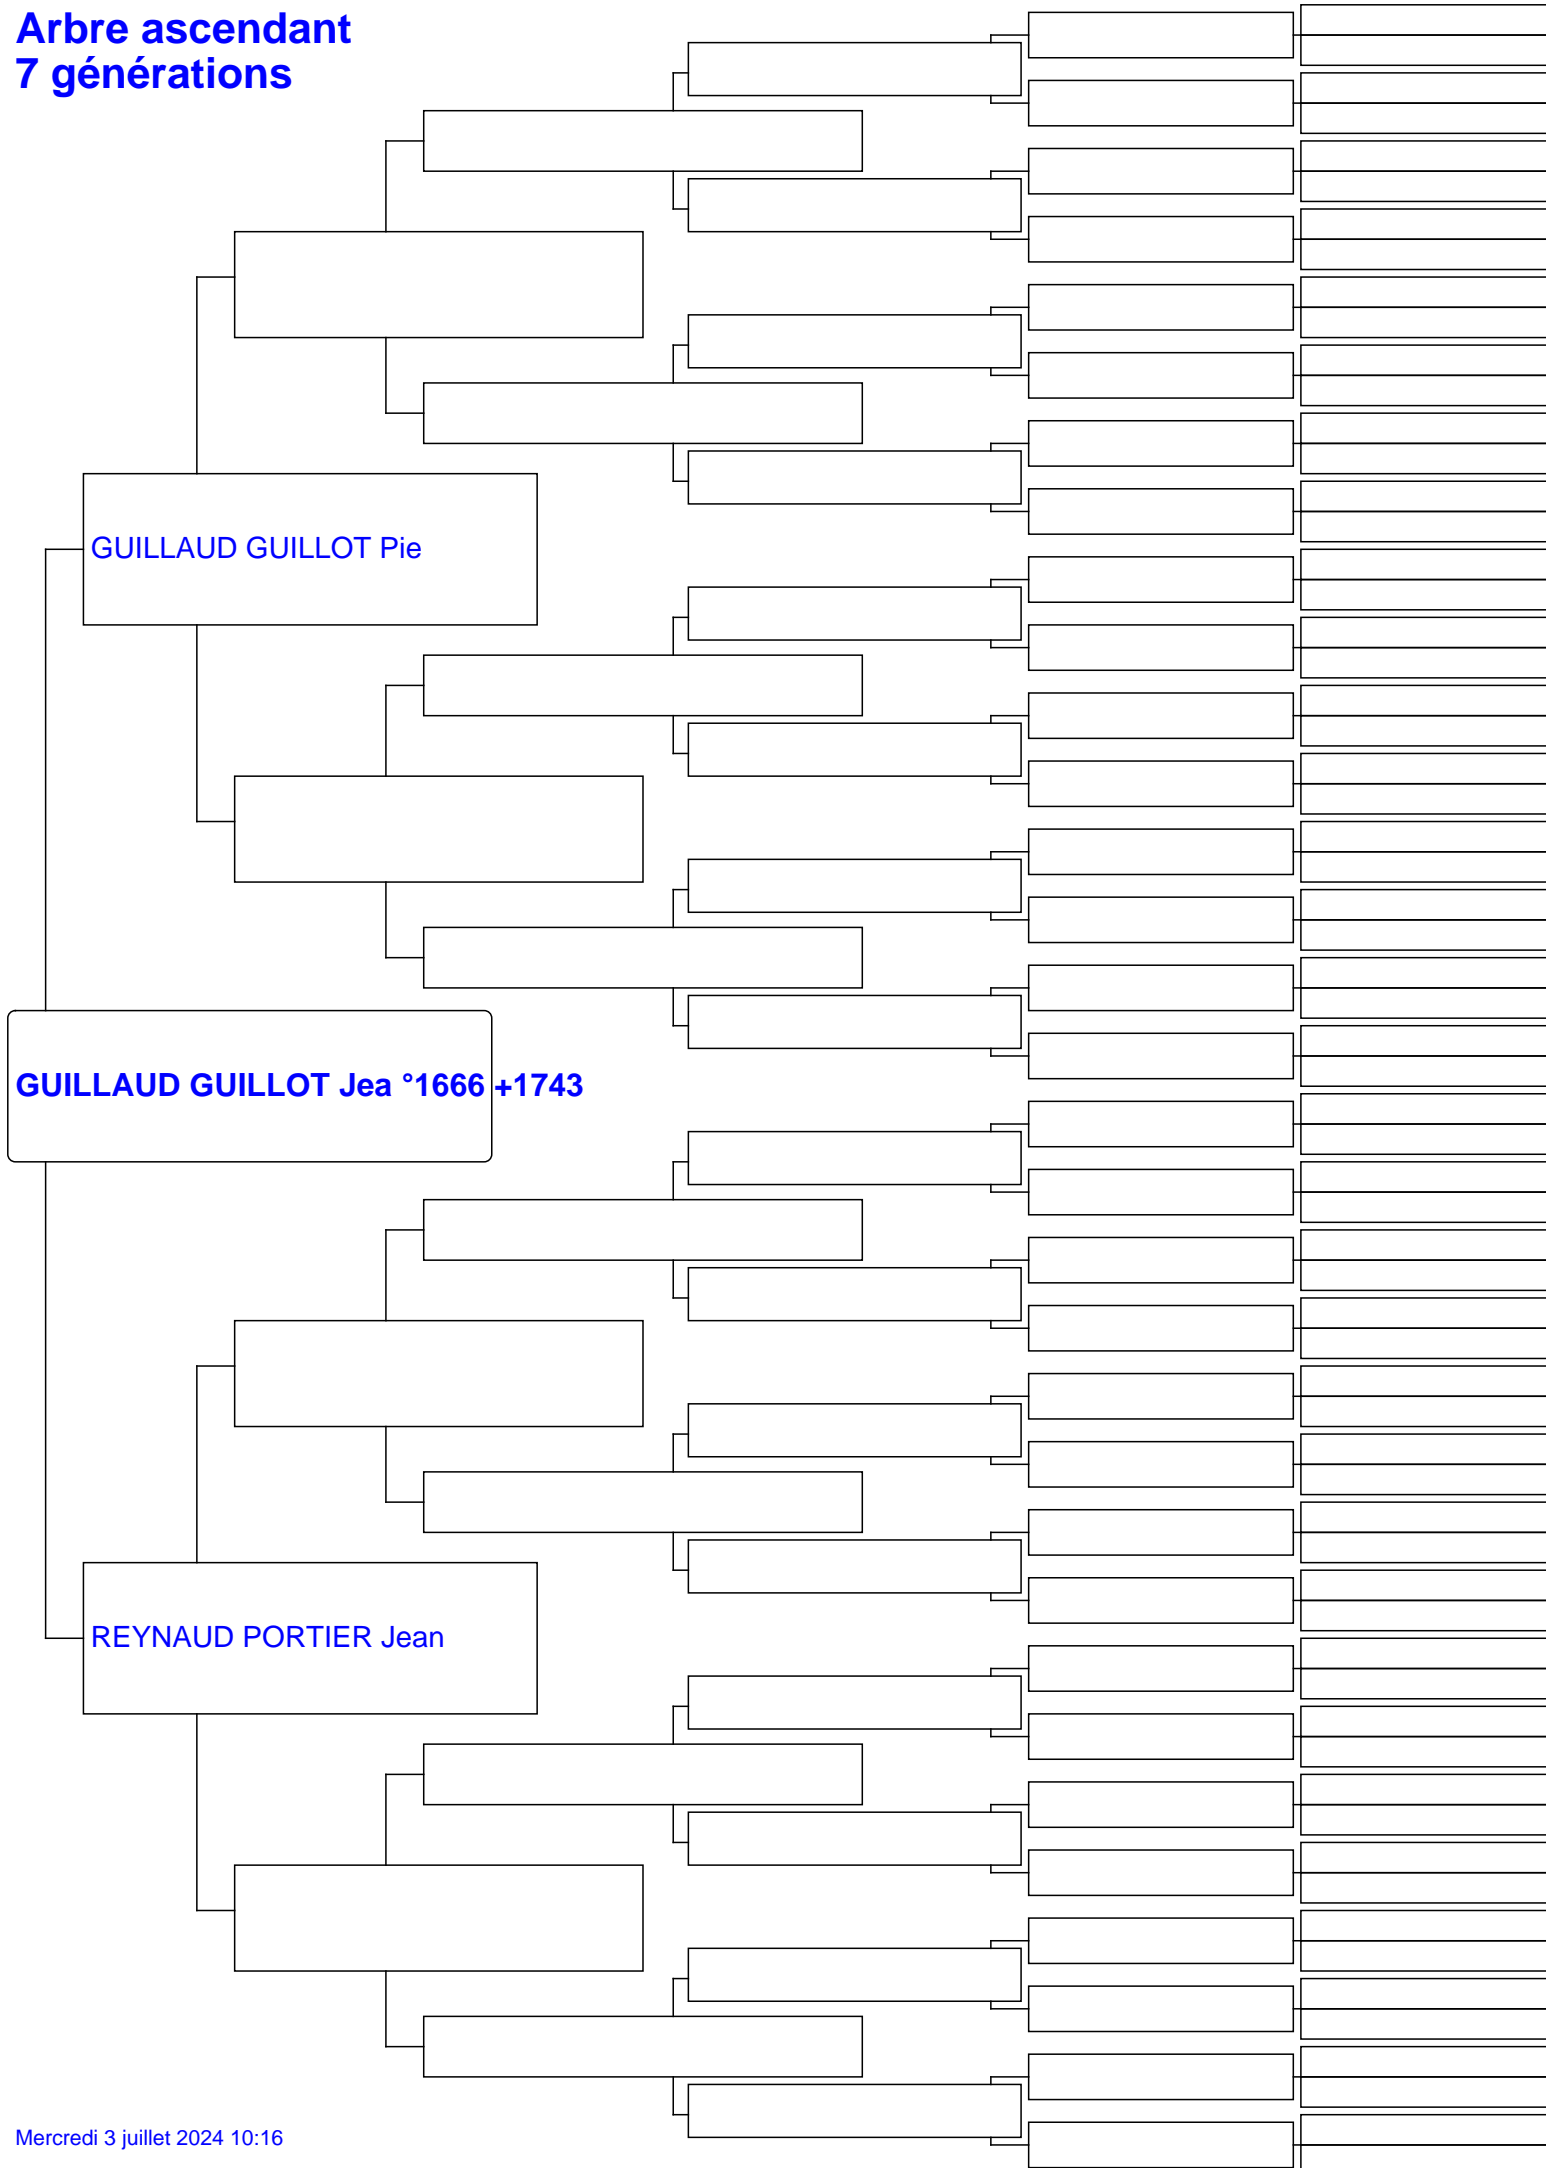 Arbre ascendant
7 générations
GUILLAUD GUILLOT Pie
GUILLAUD GUILLOT Jea °1666 +1743
REYNAUD PORTIER Jean
Mercredi 3 juillet 2024 10:16